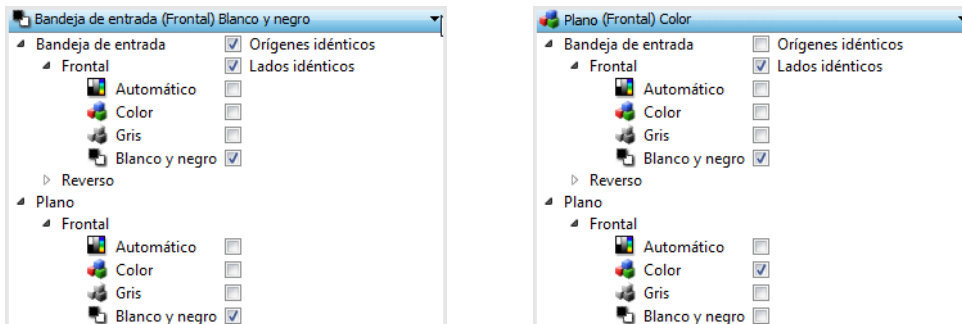 Bandeja de entrada (Frontal) Blanco y negro
Bandeja de entrada Orígenes idénticos
Frontal Lados idénticos
Automático
Color
Gris
Blanco y negro
Reverso
Plano
Frontal
Automático
Color
Gris
Blanco y negro
Plano (Frontal) Color
Bandeja de entrada Orígenes idénticos
Frontal Lados idénticos
Automático
Color
Gris
Blanco y negro
Reverso
Plano
Frontal
Automático
Color
Gris
Blanco y negro